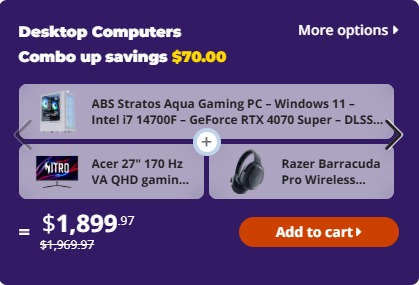 Desktop Computers
More options
Combo up savings $70.00
ABS Stratos Aqua Gaming PC – Windows 11 –
Intel i7 14700F – GeForce RTX 4070 Super – DLSS...
+
Acer 27" 170 Hz
VA QHD gamin...
Razer Barracuda
Pro Wireless...
NITRO
= $1,899.97
$1,969.97
Add to cart